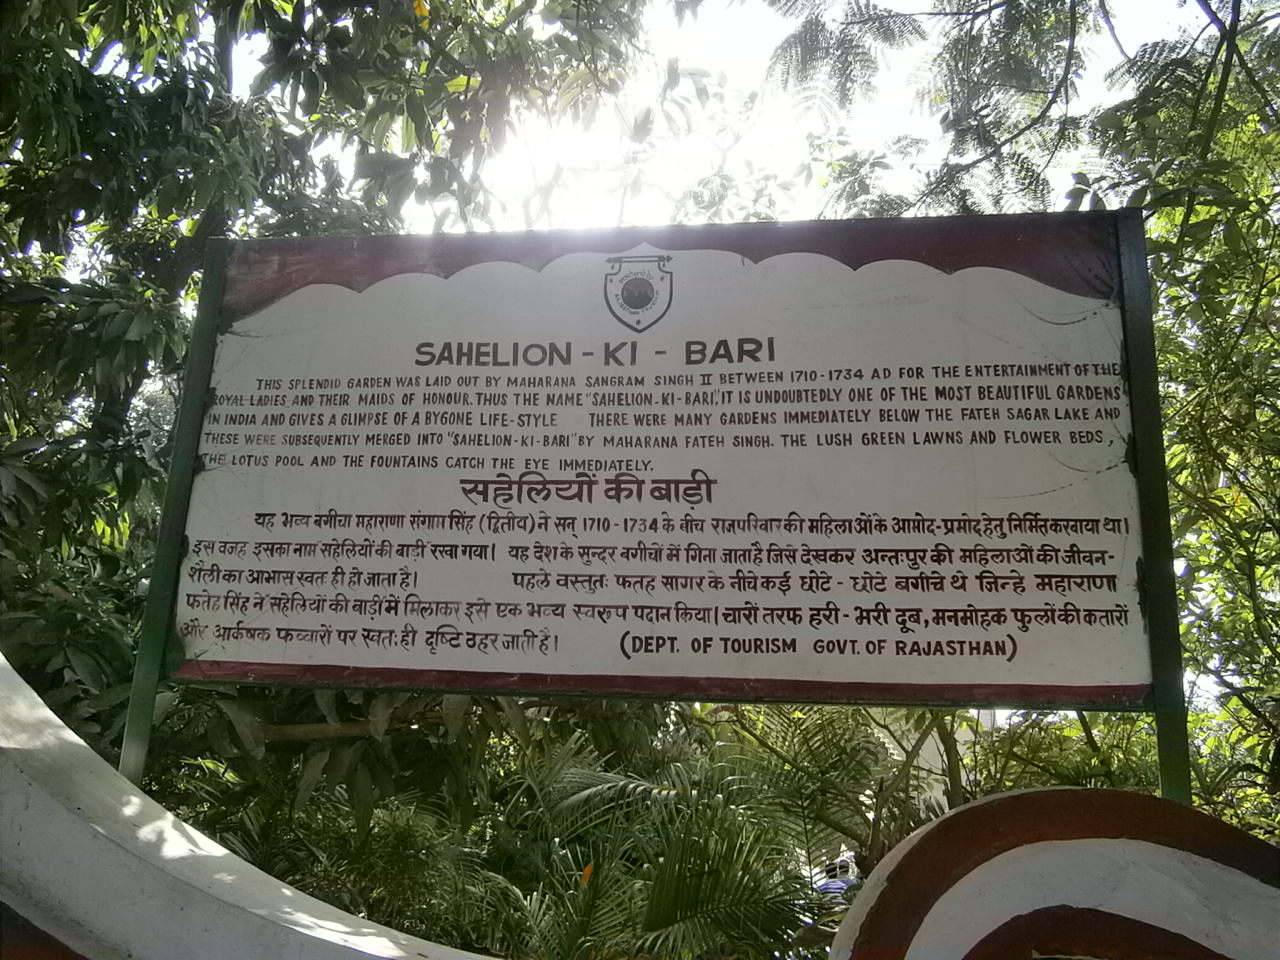 SAHELION - KI - BARI
THIS SPLENDID GARDEN WAS LAID OUT BY MAHARANA SANGRAM SINGH II BETWEEN 1710-1734 AD FOR THE ENTERTAINMENT OF THE
ROYAL LADIES AND THEIR MAIDS OF HONOUR. THUS THE NAME "SAHELION-KI-BARI", IT IS UNDOUBTEDLY ONE OF THE MOST BEAUTIFUL GARDENS
IN INDIA AND GIVES A GLIMPSE OF A BYGONE LIFE-STYLE THERE WERE MANY GARDENS IMMEDIATELY BELOW THE FATEH SAGAR LAKE AND
THESE WERE SUBSEQUENTLY MERGED INTO "SAHELION-KI-BARI" BY MAHARANA FATEH SINGH. THE LUSH GREEN LAWNS AND FLOWER BEDS,
THE LOTUS POOL AND THE FOUNTAINS CATCH THE EYE IMMEDIATELY.
सहेलियों की बाड़ी
यह भव्य बगीचा महाराणा संगाम सिंह (द्वितीय) ने सन् 1710-1734 के बीच राजपरिवार की महिलाओं के आमोद-प्रमोद हेतु निर्मित करवाया था।
इस वजह इसका नाम सहेलियों की बाड़ी रखा गया। यह देश के सुन्दर बगीचों में गिना जाता है जिसे देखकर अन्तःपुर की महिलाओं की जीवन-
शैली का आभास स्वतः ही हो जाता है। पहले वस्तुतः फतह सागर के नीचे कई छोटे-छोटे बगीचे थे जिन्हे महाराणा
फतेह सिंह ने सहेलियों की बाड़ी में मिलाकर इसे एक भव्य स्वरूप पदान किया। चारों तरफ हरी-भरी दूब, मनमोहक फुलों की कतारों
और आर्कषक फव्वारों पर स्वतः ही दृष्टि ठहर जाती है। (DEPT. OF TOURISM GOVT. OF RAJASTHAN)